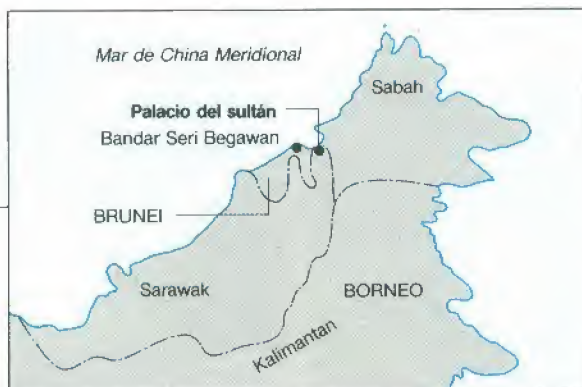 Mar de China Meridional
Sabah
Palacio del sultán
Bandar Seri Begawan
BRUNEI
Sarawak
BORNEO
Kalimantan